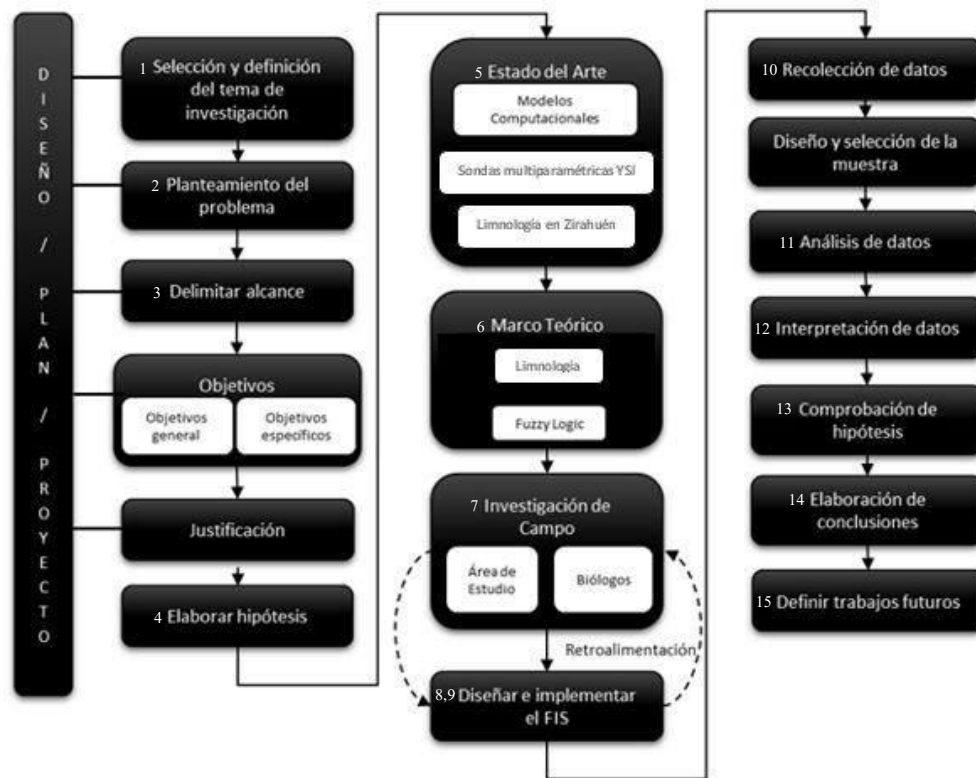 DISEÑO / PLAN / PROYECTO
1 Selección y definición
del tema de
investigación
2 Planteamiento del
problema
3 Delimitar alcance
Objetivos
Objetivos
general
Objetivos
específicos
Justificación
4 Elaborar hipótesis
5 Estado del Arte
Modelos
Computacionales
Sondas multiparamétricas YSI
Limnología en Zirahuén
6 Marco Teórico
Limnología
Fuzzy Logic
7 Investigación de
Campo
Área de
Estudio
Biólogos
Retroalimentación
8,9 Diseñar e implementar
el FIS
10 Recolección de datos
Diseño y selección de la
muestra
11 Análisis de datos
12 Interpretación de datos
13 Comprobación de
hipótesis
14 Elaboración de
conclusiones
15 Definir trabajos futuros